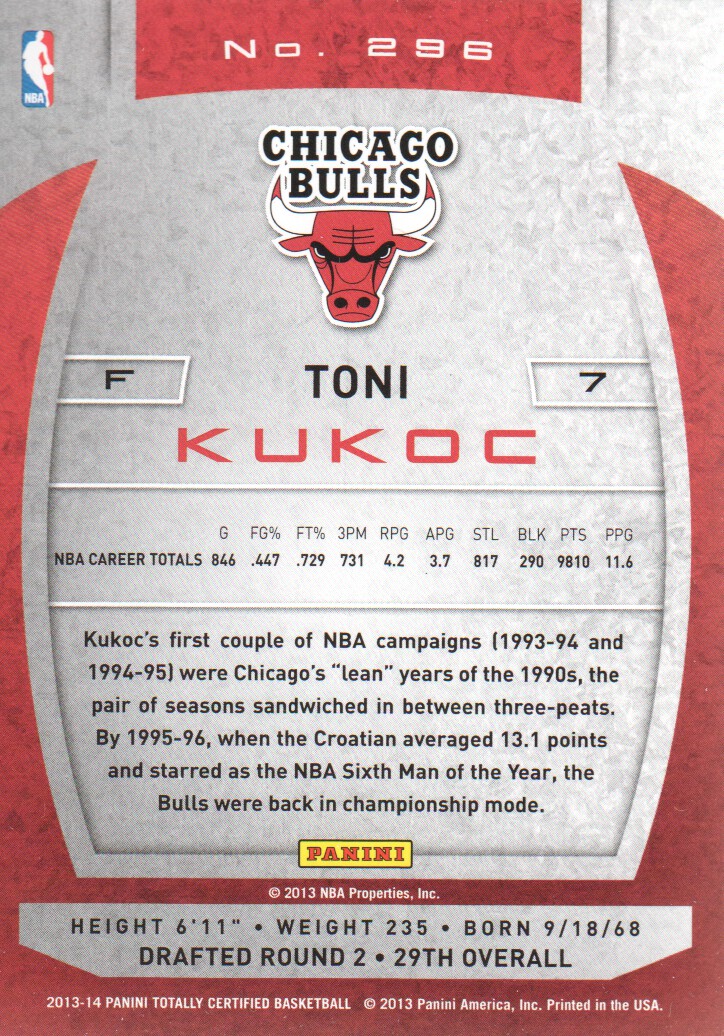 No. 296
NBA
CHICAGO
BULLS
F
TONI
7
KUKOC
G FG% FT% 3PM RPG APG STL BLK PTS PPG
NBA CAREER TOTALS 846 .447 .729 731 4.2 3.7 817 290 9810 11.6
Kukoc's first couple of NBA campaigns (1993-94 and
1994-95) were Chicago's "lean" years of the 1990s, the
pair of seasons sandwiched in between three-peats.
By 1995-96, when the Croatian averaged 13.1 points
and starred as the NBA Sixth Man of the Year, the
Bulls were back in championship mode.
PANINI
© 2013 NBA Properties, Inc.
HEIGHT 6'11" • WEIGHT 235 • BORN 9/18/68
DRAFTED ROUND 2 • 29TH OVERALL
2013-14 PANINI TOTALLY CERTIFIED BASKETBALL © 2013 Panini America, Inc. Printed in the USA.